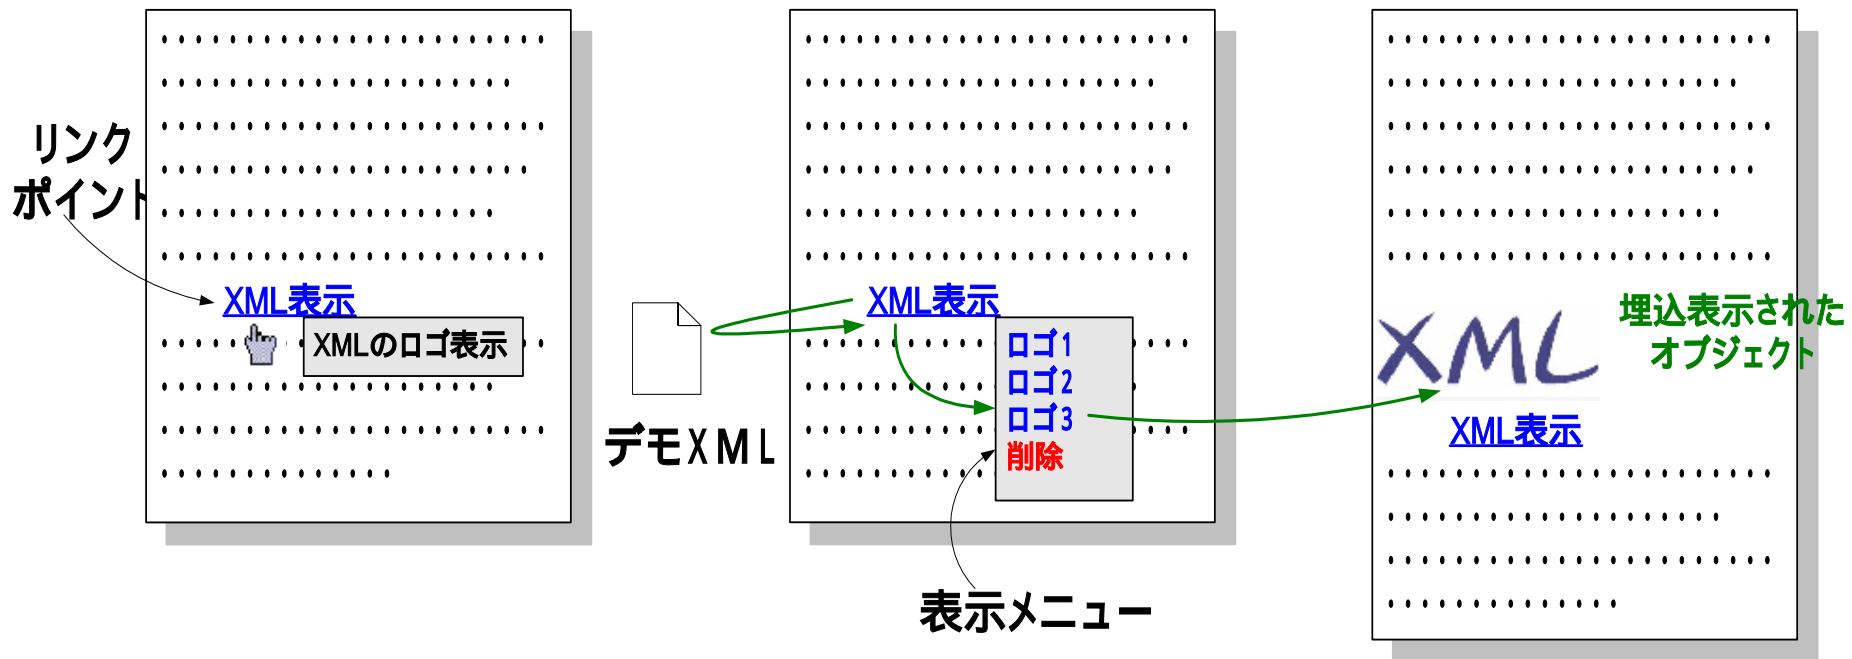 リンク
ポイント
XML表示
XMLのロゴ表示
デモXML
XML表示
ロゴ1
ロゴ2
ロゴ3
削除
表示メニュー
埋込表示された
オブジェクト
XML
XML表示